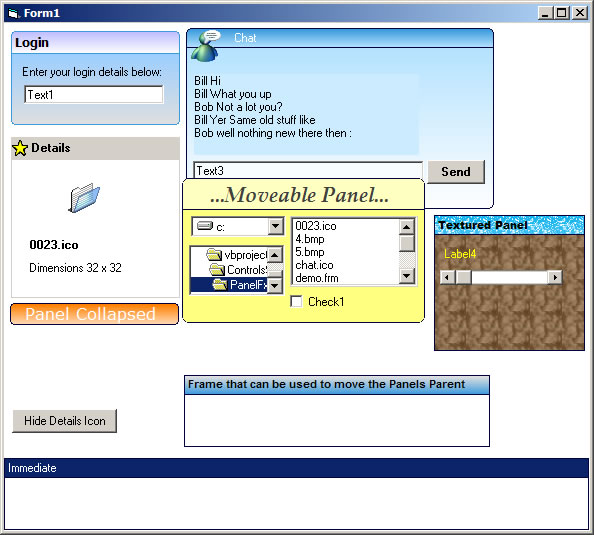 Form1
Login
Enter your login details below:
Text1
Chat
Bill Hi
Bill What you up
Bob Not a lot you?
Bill Yer Same old stuff like
Bob well nothing new there then :
Text3
Send
Details
0023.ico
Dimensions 32 x 32
Panel Collapsed
...Moveable Panel...
c:
vbproject
Controls
PanelFx
0023.ico
4.bmp
5.bmp
chat.ico
demo.frm
Check1
Textured Panel
Label4
Frame that can be used to move the Panels Parent
Hide Details Icon
Immediate